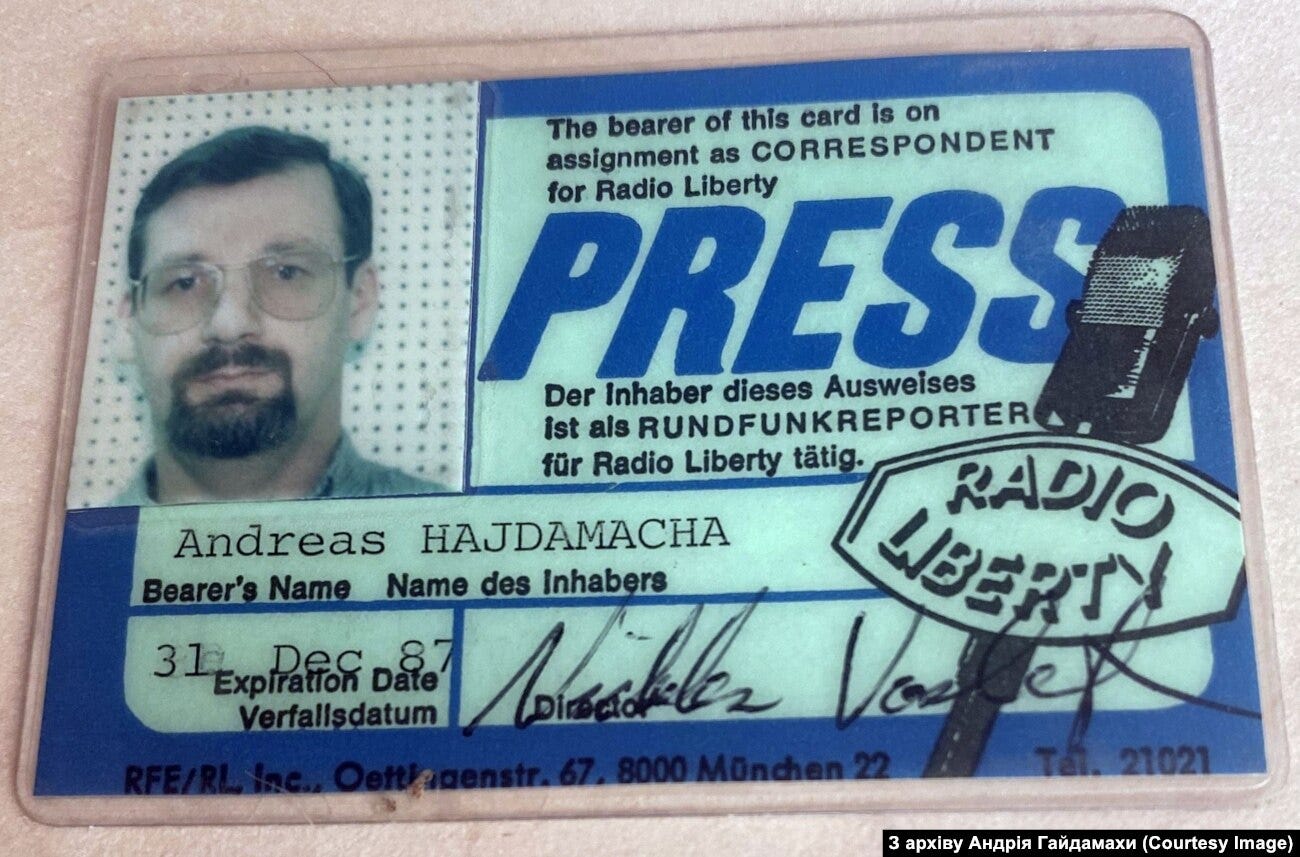 The bearer of this card is on
assignment as CORRESPONDENT
for Radio Liberty
PRESS
Der Inhaber dieses Ausweises
ist als RUNDFUNKREPORTER
für Radio Liberty tätig.
RADIO
LIBERTY
Andreas HAJDAMACHA
Bearer's Name Name des Inhabers
31 Dec 87
Expiration Date
Verfallsdatum
Director
RFE/RL, Inc., Oettingenstr. 67, 8000 München 22 Tel. 21021
З архіву Андрія Гайдамахи (Courtesy Image)